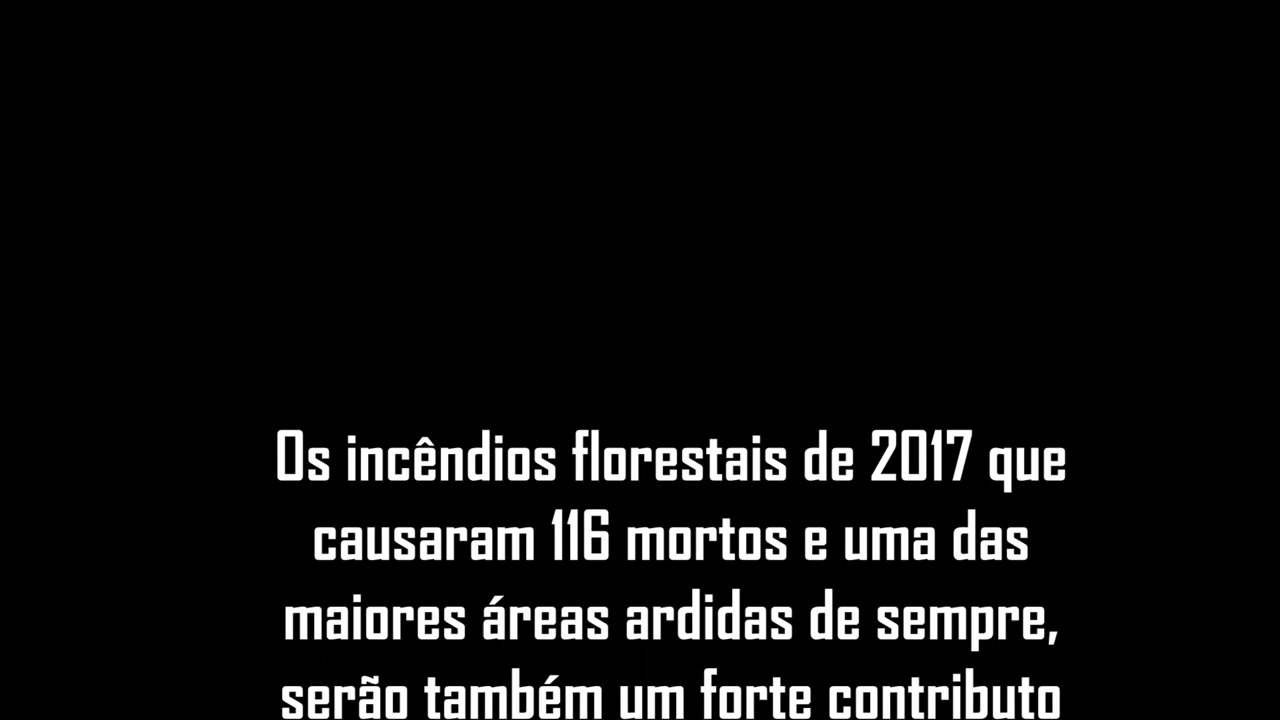 Os incêndios florestais de 2017 que
causaram 116 mortos e uma das
maiores áreas ardidas de sempre,
serão também um forte contributo